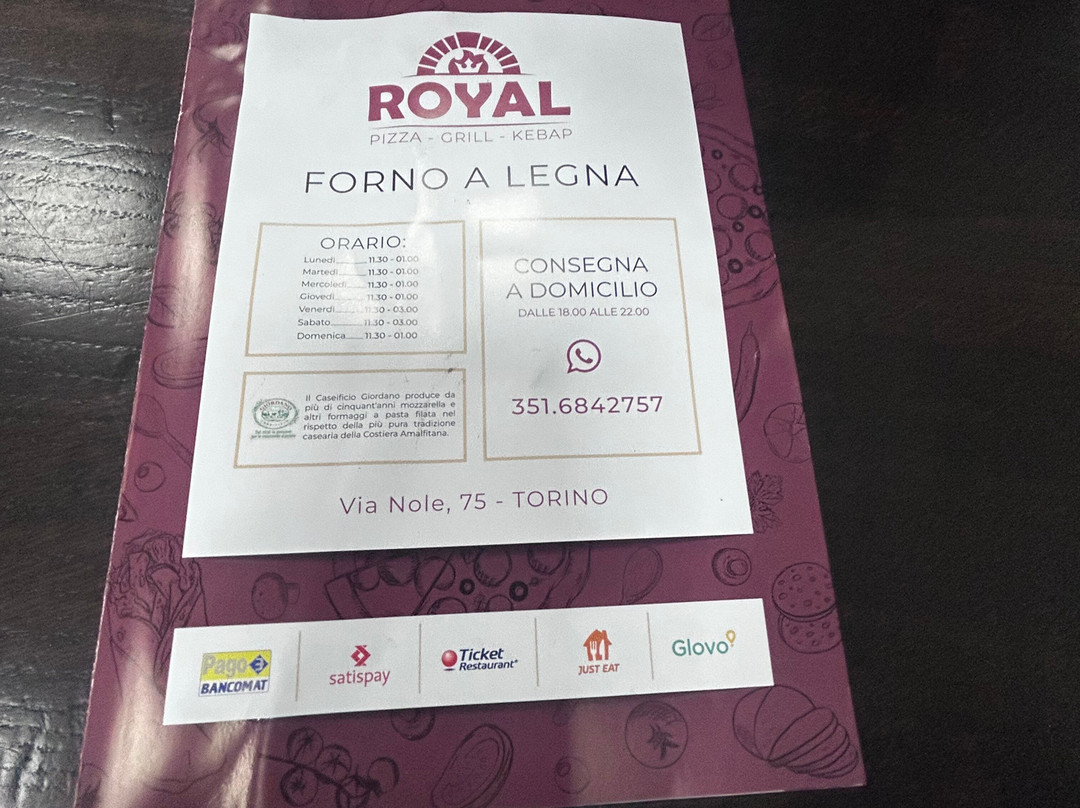 ROYAL
PIZZA - GRILL - KEBAP
FORNO A LEGNA
ORARIO:
Lunedì........11.30 - 01.00
Martedì........11.30 - 01.00
Mercoledì......11.30 - 01.00
Giovedì........11.30 - 01.00
Venerdì........11.30 - 03.00
Sabato.........11.30 - 03.00
Domenica......11.30 - 01.00
CONSEGNA
A DOMICILIO
DALLE 18.00 ALLE 22.00
351.6842757
GIORDANO
Il Caseificio Giordano produce da
più di cinquant'anni mozzarella e
altri formaggi a pasta filata nel
rispetto della più pura tradizione
casearia della Costiera Amalfitana.
Via Nole, 75 - TORINO
Pago
BANCOMAT
satispay
Ticket
Restaurant®
JUST EAT
Glovo